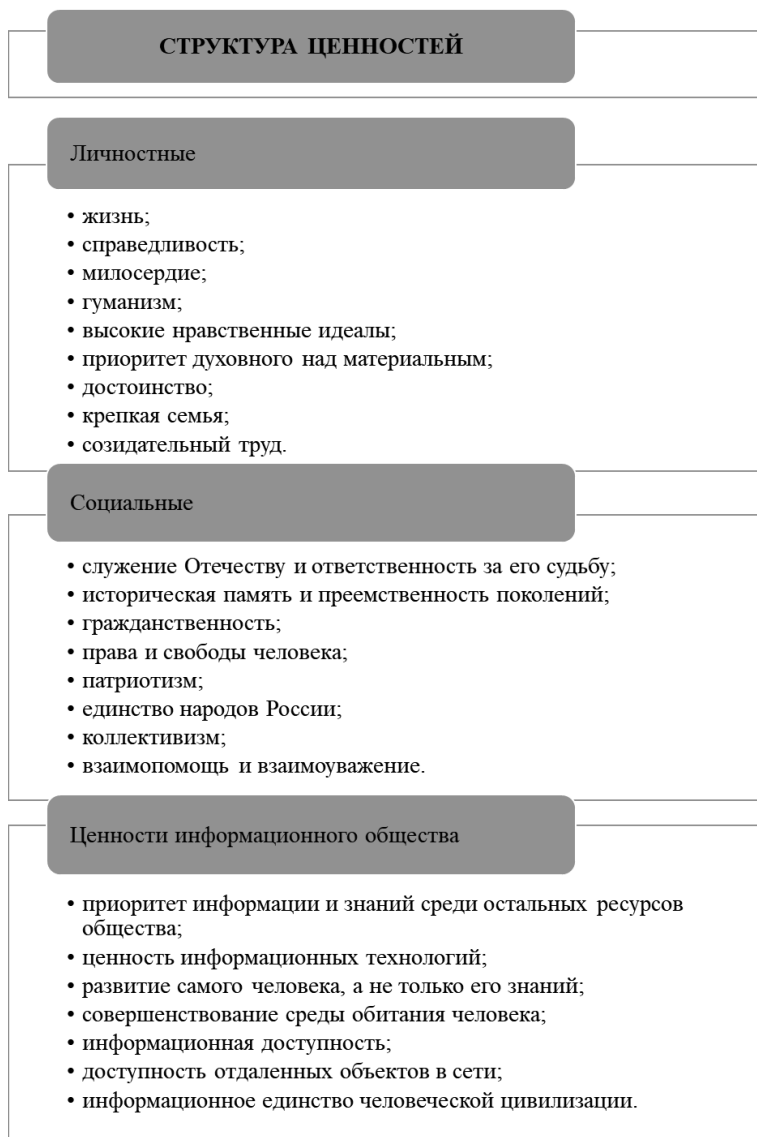 СТРУКТУРА ЦЕННОСТЕЙ
Личностные
• жизнь;
• справедливость;
• милосердие;
• гуманизм;
• высокие нравственные идеалы;
• приоритет духовного над материальным;
• достоинство;
• крепкая семья;
• созидательный труд.
Социальные
• служение Отечеству и ответственность за его судьбу;
• историческая память и преемственность поколений;
• гражданственность;
• права и свободы человека;
• патриотизм;
• единство народов России;
• коллективизм;
• взаимопомощь и взаимоуважение.
Ценности информационного общества
• приоритет информации и знаний среди остальных ресурсов
общества;
• ценность информационных технологий;
• развитие самого человека, а не только его знаний;
• совершенствование среды обитания человека;
• информационная доступность;
• доступность отдаленных объектов в сети;
• информационное единство человеческой цивилизации.